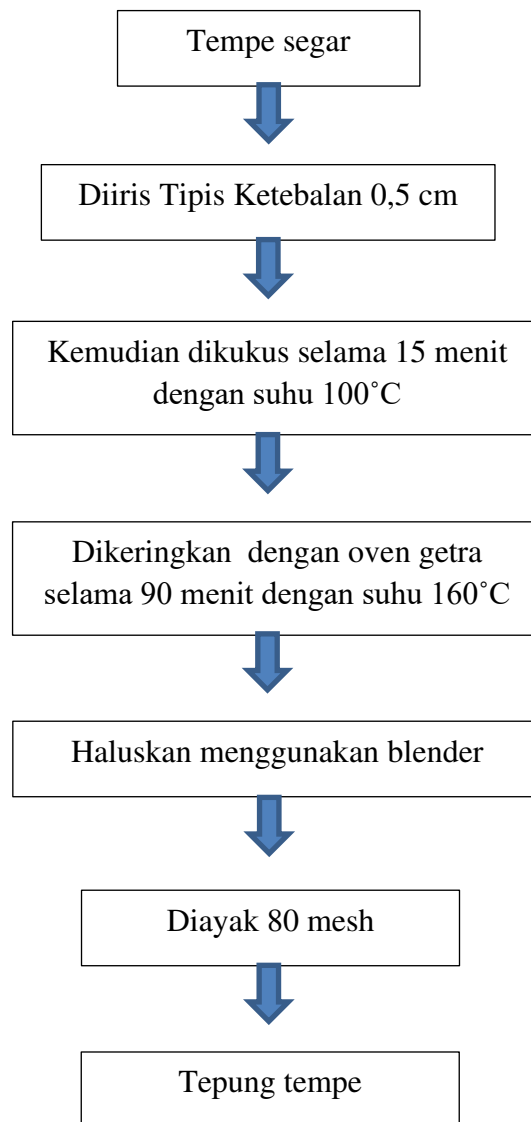 Tempe segar
Diiris Tipis Ketebalan 0,5 cm
Kemudian dikukus selama 15 menit
dengan suhu 100˚C
Dikeringkan  dengan oven getra
selama 90 menit dengan suhu 160˚C
Haluskan menggunakan blender
Diayak 80 mesh
Tepung tempe